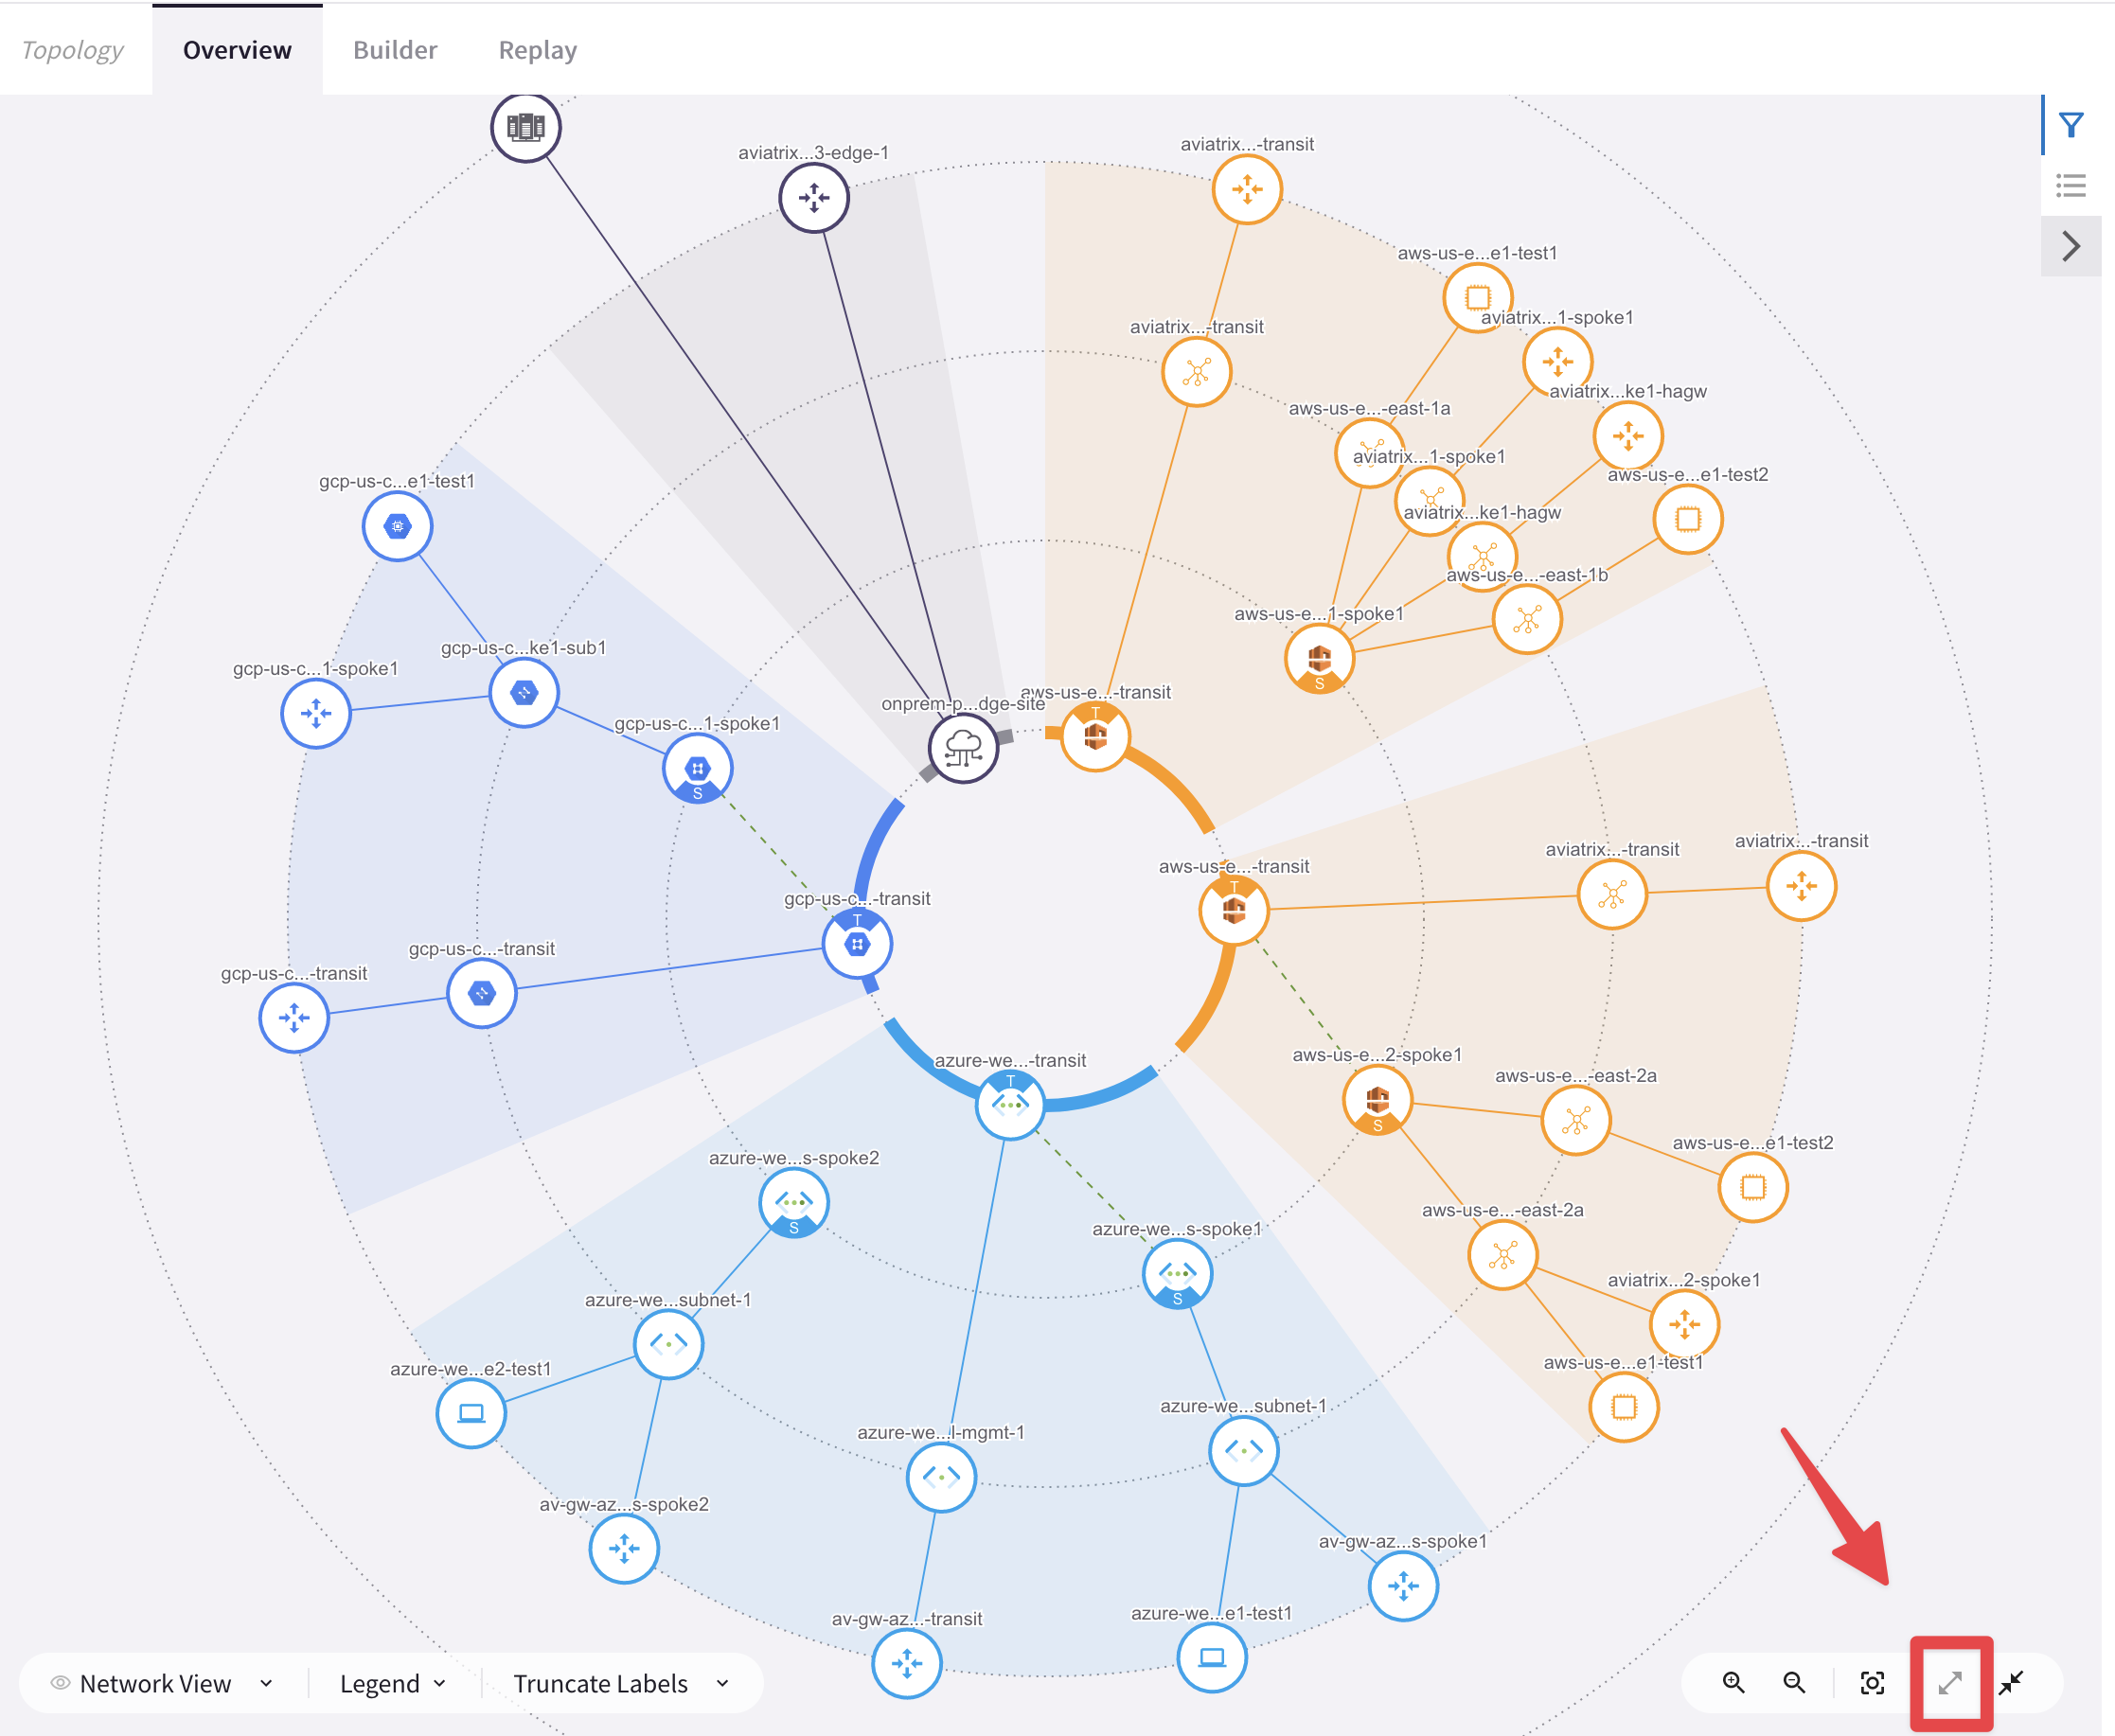 Topology
Overview
Builder
Replay
aviatrix...3-edge-1
aviatrix...-transit
aws-us-e...e1-test1
aviatrix...1-spoke1
aviatrix...-transit
aviatrix...ke1-hagw
aws-us-e...-east-1a
aviatrix...1-spoke1
aws-us-e...e1-test2
gcp-us-c...e1-test1
aviatrix...ke1-hagw
aws-us-e...-east-1b
aws-us-e...1-spoke1
gcp-us-c...ke1-sub1
gcp-us-c...1-spoke1
S
aws-us-e...-transit
onprem-p...dge-site
T
gcp-us-c...1-spoke1
S
aviatrix...-transit
aviatrix...-transit
aws-us-e...-transit
T
gcp-us-c...-transit
T
gcp-us-c...-transit
gcp-us-c...-transit
aws-us-e...2-spoke1
azure-we...-transit
T
aws-us-e...-east-2a
S
aws-us-e...e1-test2
azure-we...s-spoke2
S
aws-us-e...-east-2a
azure-we...s-spoke1
S
aviatrix...2-spoke1
azure-we...subnet-1
aws-us-e...e1-test1
azure-we...e2-test1
azure-we...subnet-1
azure-we...l-mgmt-1
av-gw-az...s-spoke2
av-gw-az...s-spoke1
azure-we...e1-test1
av-gw-az...-transit
Network View
Legend
Truncate Labels